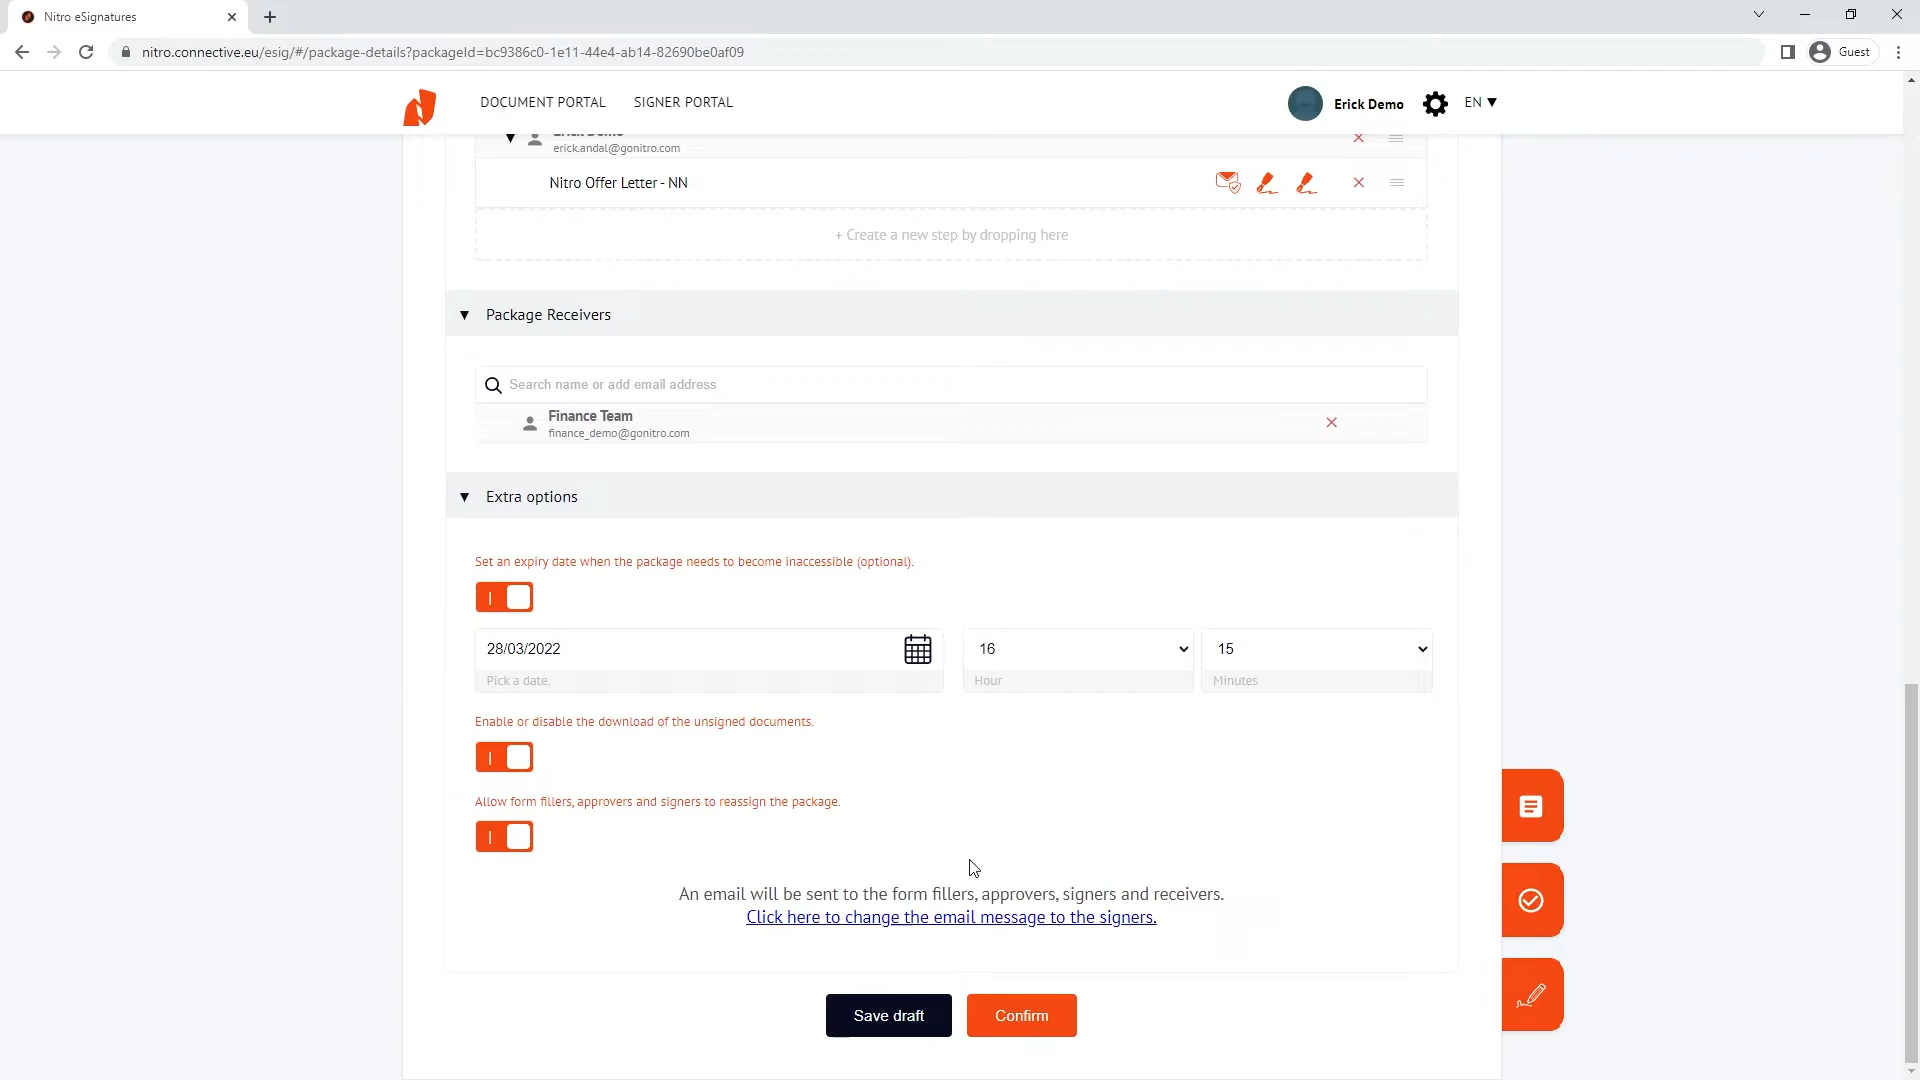 Nitro eSignatures
nitro.connective.eu/esig/#/package-details?packageId=bc9386c0-1e11-44e4-ab14-82690be0af09
Guest
DOCUMENT PORTAL
SIGNER PORTAL
Erick Demo
EN ▼
Erick Demo
erick.andal@gonitro.com
Nitro Offer Letter - NN
+ Create a new step by dropping here
▼ Package Receivers
Search name or add email address
Finance Team
finance_demo@gonitro.com
▼ Extra options
Set an expiry date when the package needs to become inaccessible (optional).
28/03/2022
16
15
Pick a date.
Hour
Minutes
Enable or disable the download of the unsigned documents.
Allow form fillers, approvers and signers to reassign the package.
An email will be sent to the form fillers, approvers, signers and receivers.
Click here to change the email message to the signers.
Save draft
Confirm